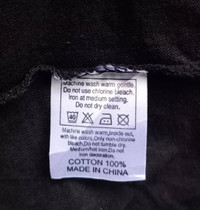 Machine wash warm gentle.
Do not use chlorine bleach.
Iron at medium setting.
Do not dry clean.
40
Machine wash warm,inside out,
with like colors.Only non-chlorine
bleach.Do not tumble dry.
Medium/hot iron.Do not
iron decoration.
COTTON 100%
MADE IN CHINA